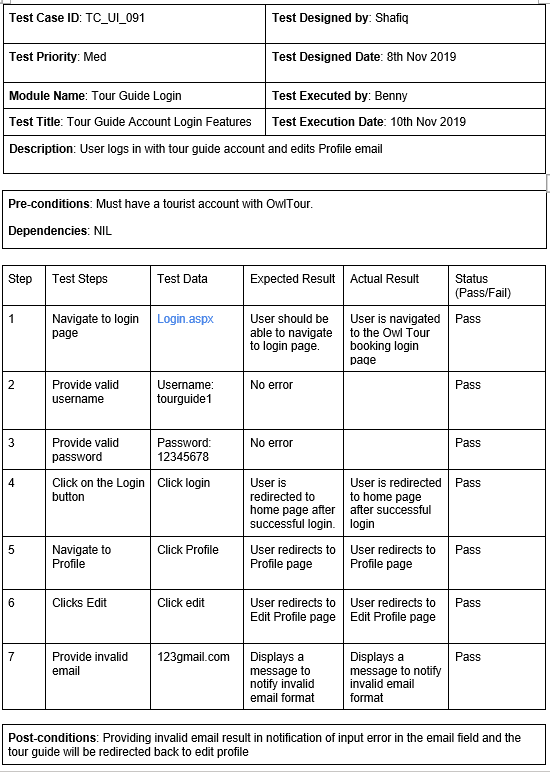 Test Case ID: TC_UI_091
Test Designed by: Shafiq
Test Priority: Med
Test Designed Date: 8th Nov 2019
Module Name: Tour Guide Login
Test Executed by: Benny
Test Title: Tour Guide Account Login Features
Test Execution Date: 10th Nov 2019
Description: User logs in with tour guide account and edits Profile email
Pre-conditions: Must have a tourist account with OwlTour.
Dependencies: NIL
Step
Test Steps
Test Data
Expected Result
Actual Result
Status
(Pass/Fail)
1
Navigate to login
page
Login.aspx
User should be
able to navigate
to login page.
User is navigated
to the Owl Tour
booking login
page
Pass
2
Provide valid
username
Username:
tourguide1
No error
Pass
3
Provide valid
password
Password:
12345678
No error
Pass
4
Click on the Login
button
Click login
User is
redirected to
home page after
successful login.
User is redirected
to home page
after successful
login
Pass
5
Navigate to
Profile
Click Profile
User redirects to
Profile page
User redirects to
Profile page
Pass
6
Clicks Edit
Click edit
User redirects to
Edit Profile page
User redirects to
Edit Profile page
Pass
7
Provide invalid
email
123gmail.com
Displays a
message to
notify invalid
email format
Displays a
message to notify
invalid email
format
Pass
Post-conditions: Providing invalid email result in notification of input error in the email field and the
tour guide will be redirected back to edit profile